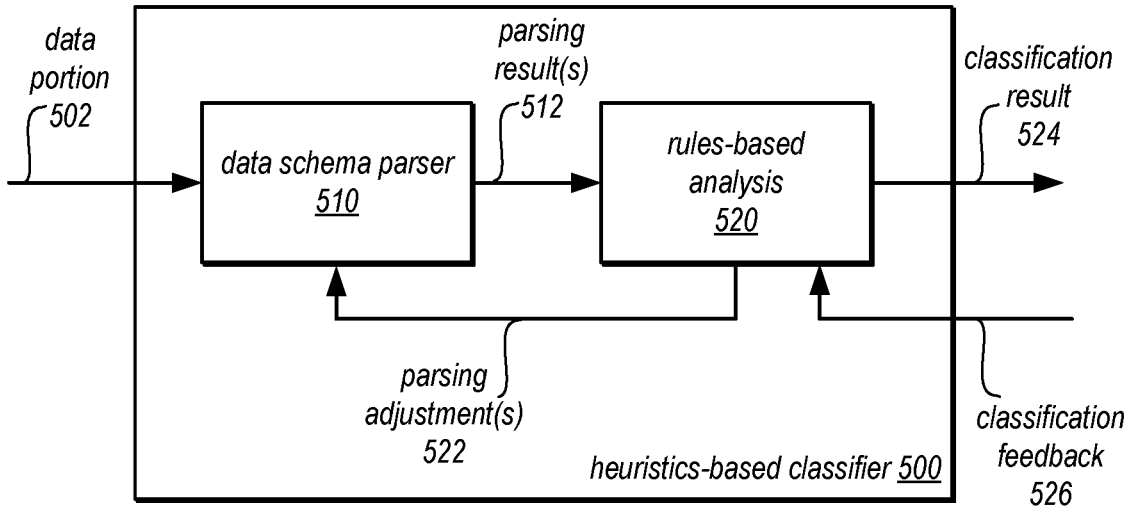 data
portion
502
parsing
result(s)
512
classification
result
524
data schema parser
510
rules-based
analysis
520
parsing
adjustment(s)
522
classification
feedback
526
heuristics-based classifier 500